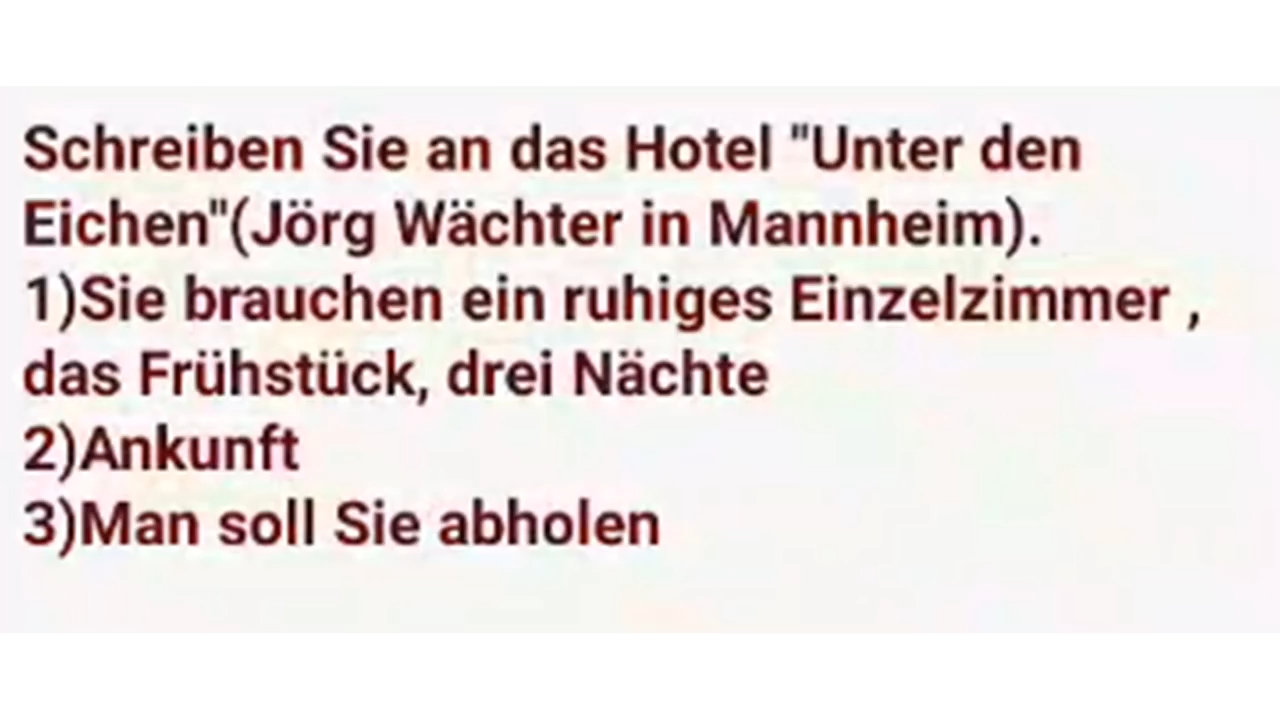 Schreiben Sie an das Hotel "Unter den
Eichen"(Jörg Wächter in Mannheim).
1)Sie brauchen ein ruhiges Einzelzimmer ,
das Frühstück, drei Nächte
2)Ankunft
3)Man soll Sie abholen